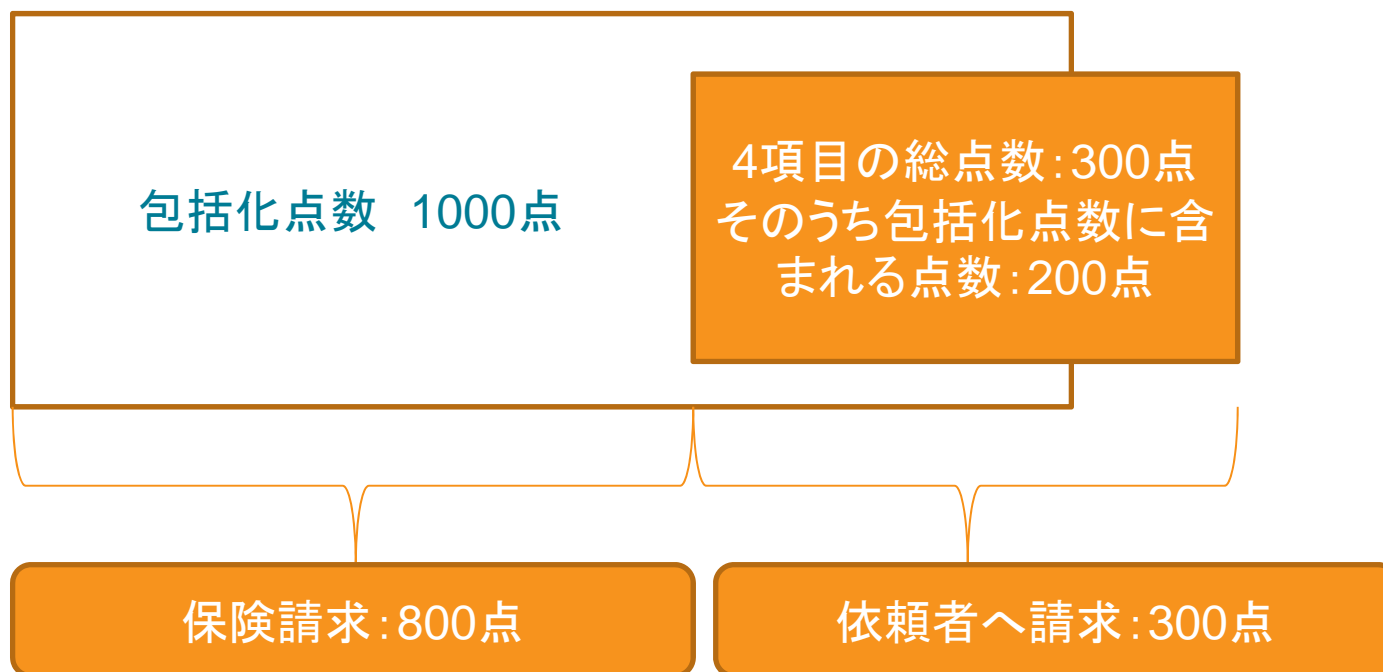 包括化点数　1000点
4項目の総点数：300点
そのうち包括化点数に含
まれる点数：200点
保険請求：800点
依頼者へ請求：300点